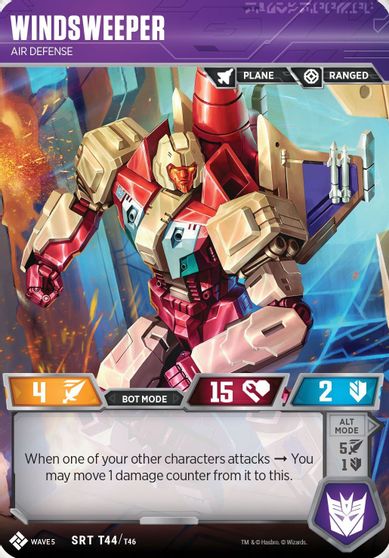 WINDSWEEPER
AIR DEFENSE
PLANE RANGED
4 BOT MODE 15 2
ALT
MODE
5
1
When one of your other characters attacks → You
may move 1 damage counter from it to this.
WAVE 5 SRT T44/T46 TM & © Hasbro. © Wizards.